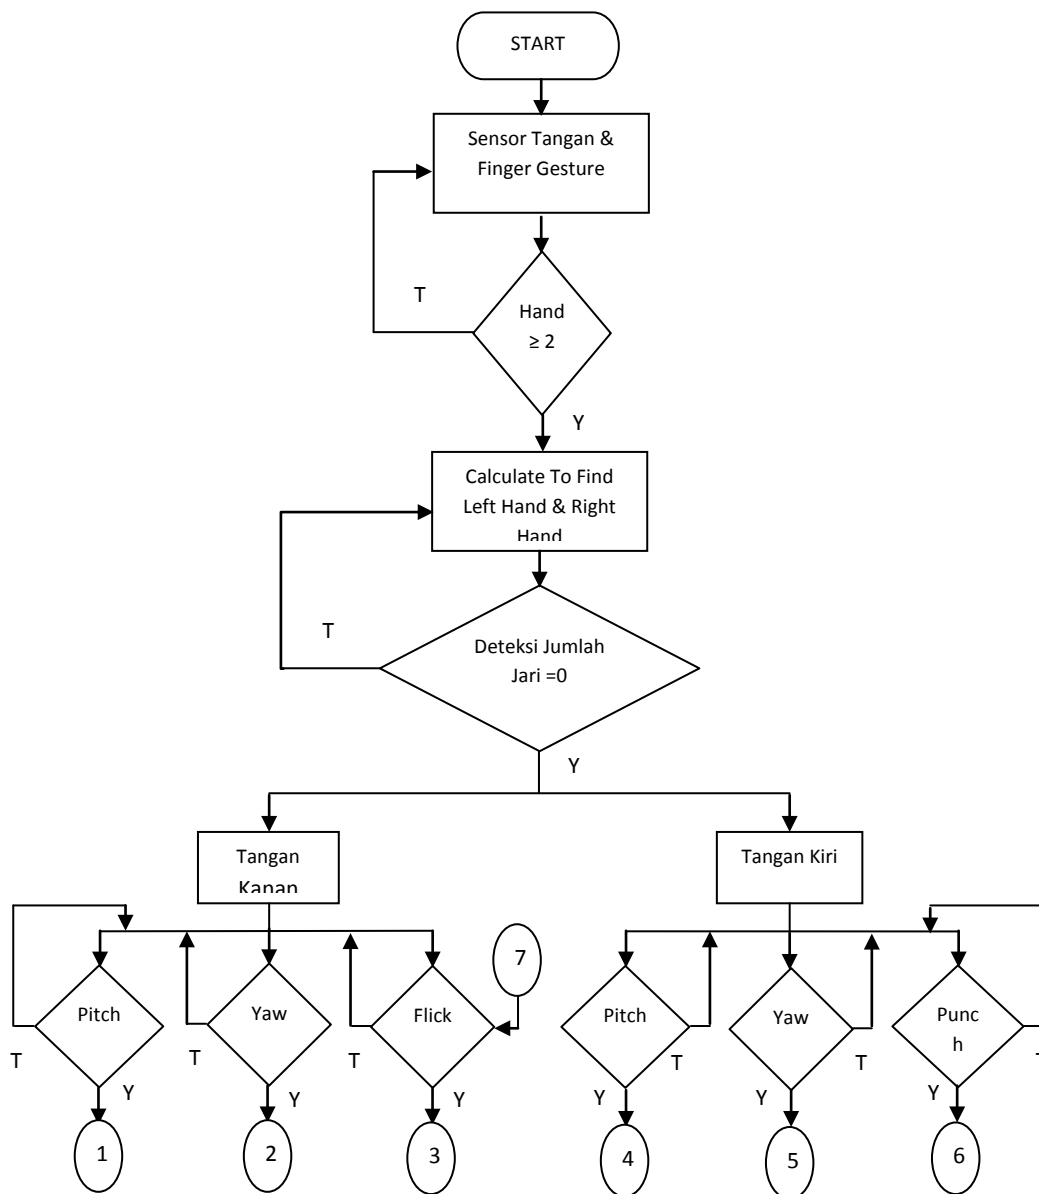 START
Sensor Tangan &
Finger Gesture
T
Hand
≥ 2
Y
Calculate To Find
Left Hand & Right
Hand
T
Deteksi Jumlah
Jari =0
Y
Tangan
Kanan
Tangan Kiri
7
Pitch
Yaw
Flick
Pitch
Yaw
Punc
h
T
T
T
T
T
T
Y
Y
Y
Y
Y
Y
1
2
3
4
5
6